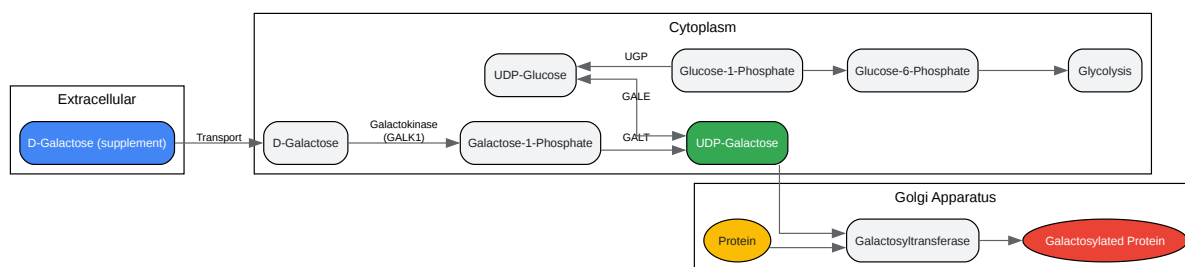 Cytoplasm
UGP
UDP-Glucose
Glucose-1-Phosphate
Glucose-6-Phosphate
Glycolysis
Extracellular
GALE
D-Galactose (supplement)
Transport
D-Galactose
Galactokinase
(GALK1)
Galactose-1-Phosphate
GALT
UDP-Galactose
Golgi Apparatus
Protein
Galactosyltransferase
Galactosylated Protein